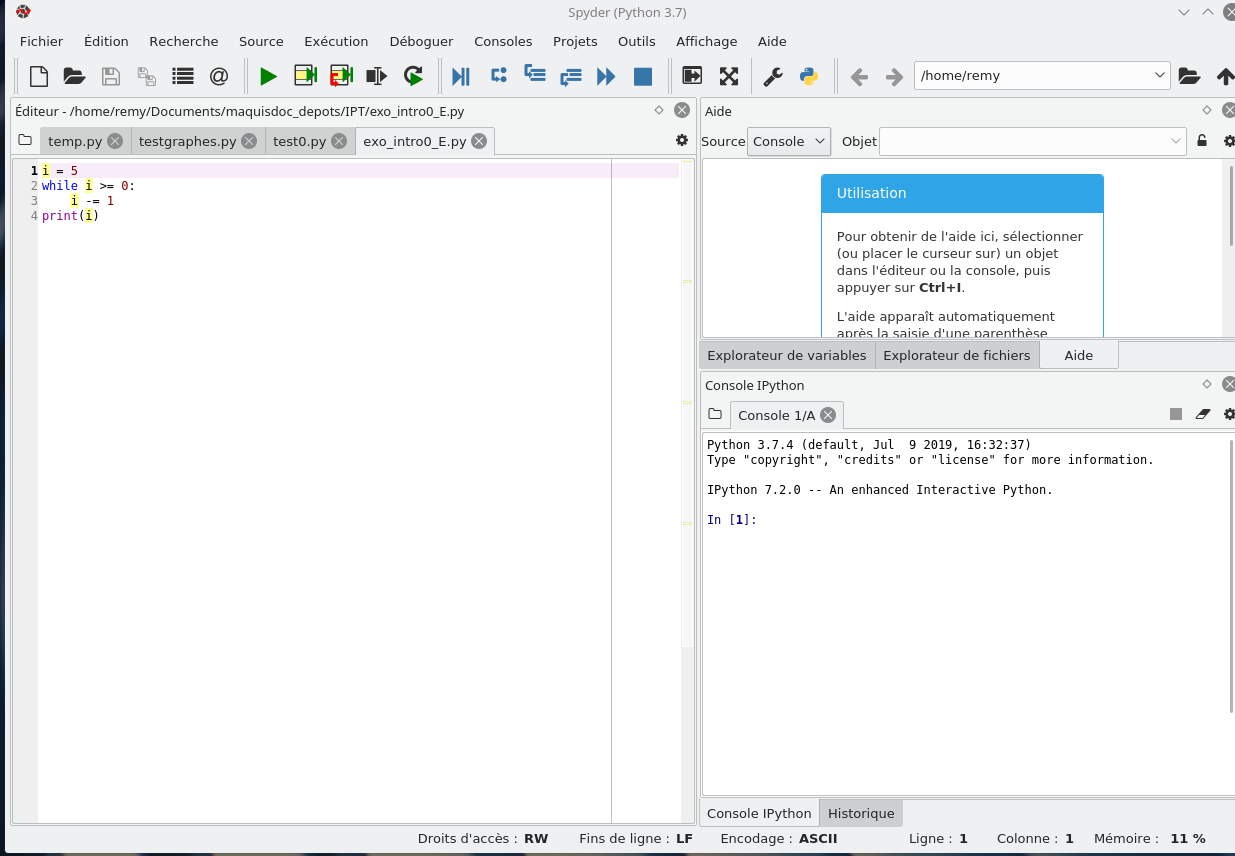 Spyder (Python 3.7)
Fichier Édition Recherche Source Exécution Déboguer Consoles Projets Outils Affichage Aide
@ /home/remy
Éditeur - /home/remy/Documents/maquisdoc_depots/IPT/exo_intro0_E.py
temp.py testgraphes.py test0.py exo_intro0_E.py
1 i = 5
2 while i >= 0:
3 i -= 1
4 print(i)
Aide
Source Console Objet
Utilisation
Pour obtenir de l'aide ici, sélectionner
(ou placer le curseur sur) un objet
dans l'éditeur ou la console, puis
appuyer sur Ctrl+I.
L'aide apparaît automatiquement
après la saisie d'une parenthèse
Explorateur de variables Explorateur de fichiers Aide
Console IPython
Console 1/A
Python 3.7.4 (default, Jul  9 2019, 16:32:37)
Type "copyright", "credits" or "license" for more information.
IPython 7.2.0 -- An enhanced Interactive Python.
In [1]:
Console IPython Historique
Droits d'accès : RW Fins de ligne : LF Encodage : ASCII Ligne : 1 Colonne : 1 Mémoire : 11 %